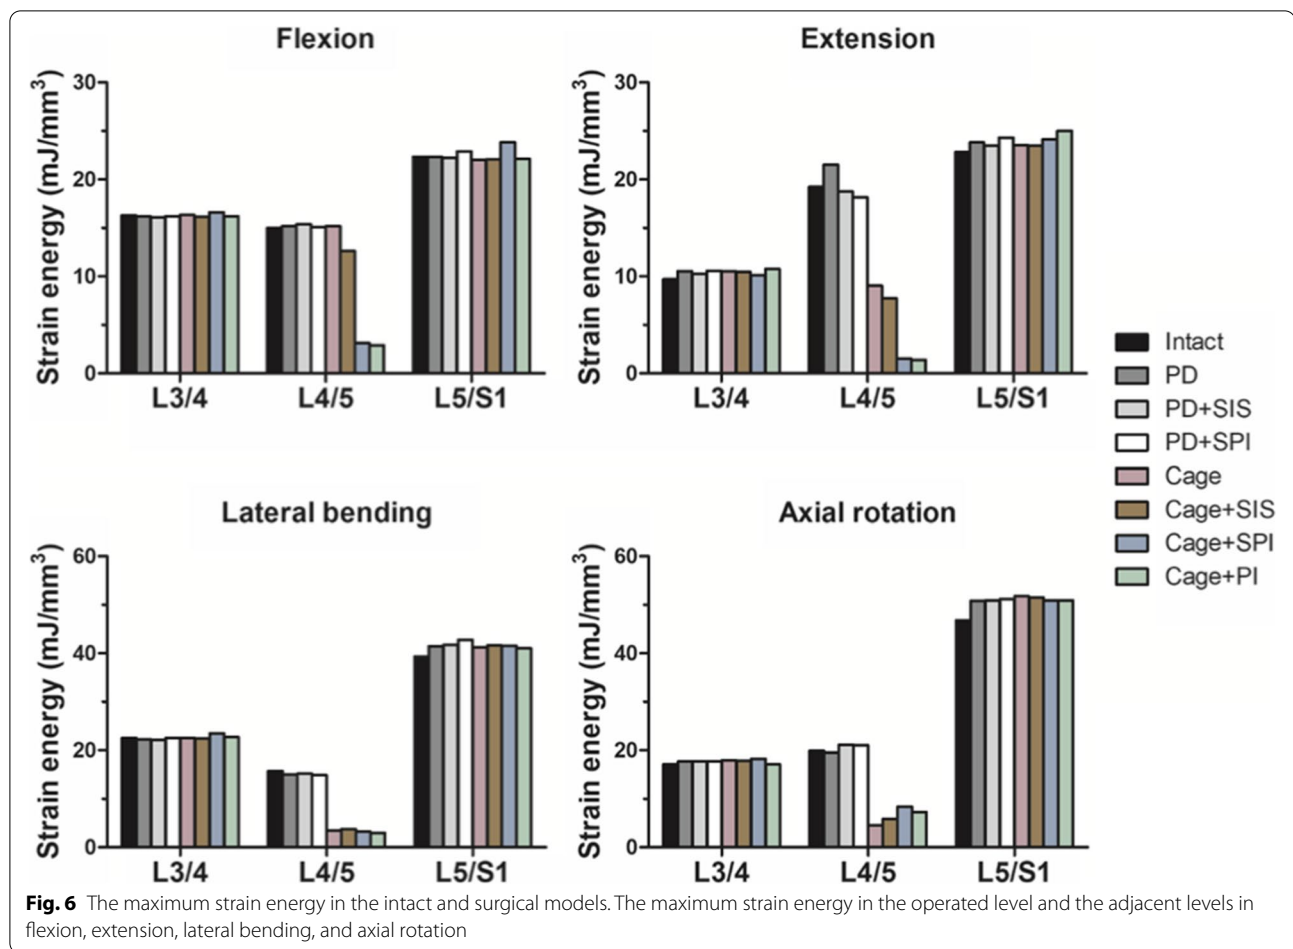 Flexion
Strain energy (mJ/mm³)
30
20
10
0
L3/4 L4/5 L5/S1
Extension
Strain energy (mJ/mm³)
30
20
10
0
L3/4 L4/5 L5/S1
Intact
PD
PD+SIS
PD+SPI
Cage
Cage+SIS
Cage+SPI
Cage+PI
Lateral bending
Strain energy (mJ/mm³)
60
40
20
0
L3/4 L4/5 L5/S1
Axial rotation
Strain energy (mJ/mm³)
60
40
20
0
L3/4 L4/5 L5/S1
Fig. 6 The maximum strain energy in the intact and surgical models. The maximum strain energy in the operated level and the adjacent levels in
flexion, extension, lateral bending, and axial rotation